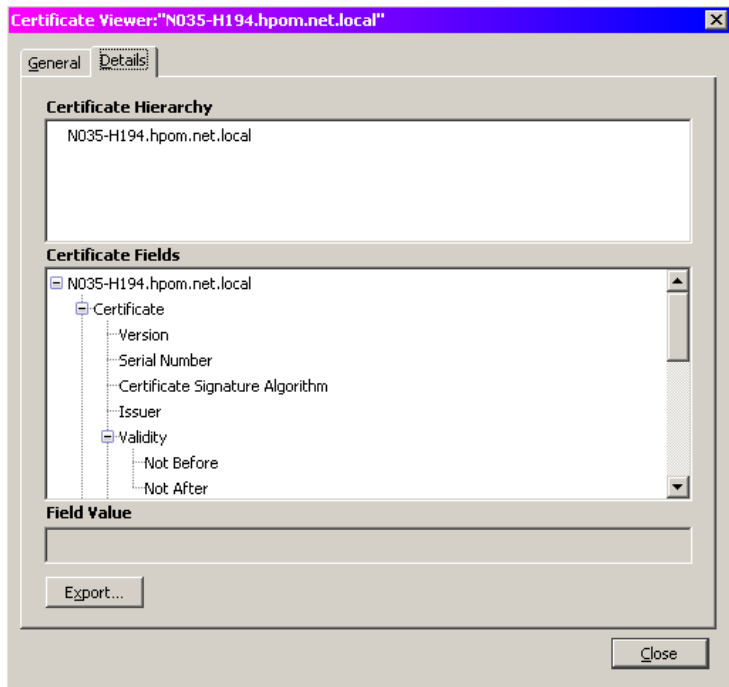 Certificate Viewer:"N035-H194.hpom.net.local"
General Details
Certificate Hierarchy
N035-H194.hpom.net.local
Certificate Fields
N035-H194.hpom.net.local
Certificate
Version
Serial Number
Certificate Signature Algorithm
Issuer
Validity
Not Before
Not After
Field Value
Export...
Close